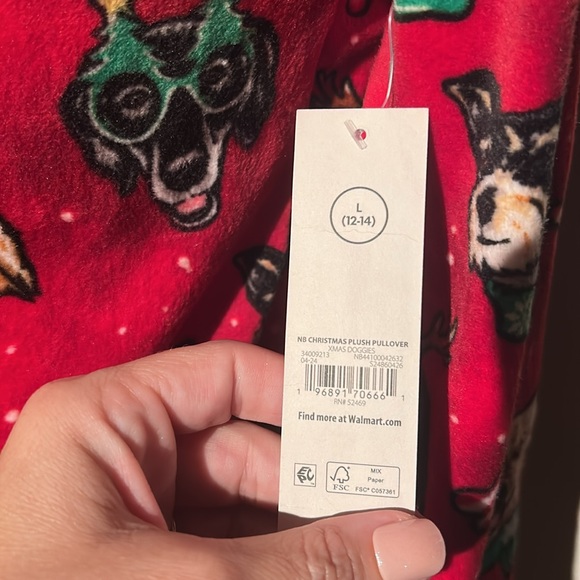 L
(12-14)
NB CHRISTMAS PLUSH PULLOVER
XMAS DOGGIES
34009213 NB44100042632
04-24 524860426
1 96891 70666 1
RN# 52469
Find more at Walmart.com
FSC
MIX
Paper
FSC® C057361